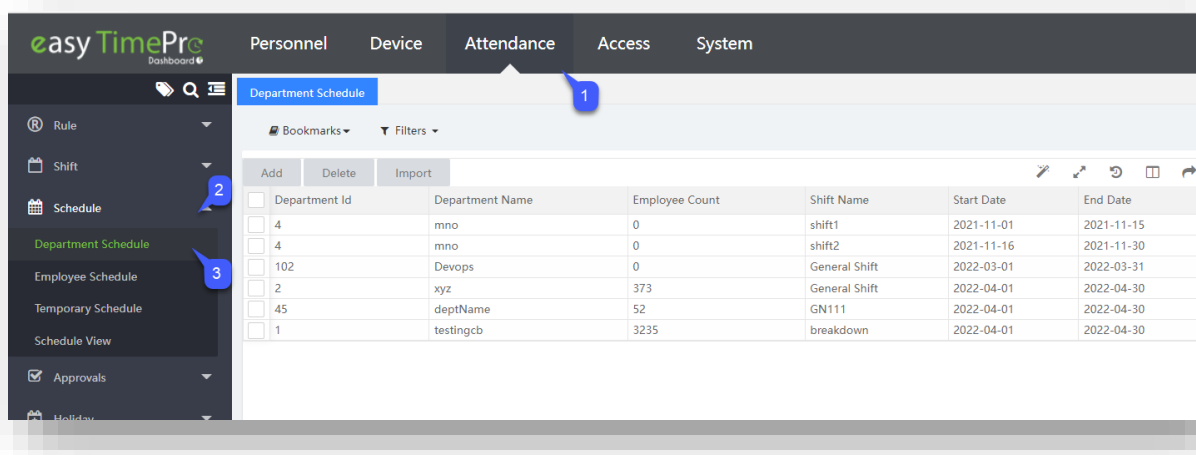 easy TimePro Personnel Device Attendance Access System
Dashboard
1
Department Schedule
® Rule
Bookmarks Filters
Shift
Add Delete Import
2
Schedule
Department Id Department Name Employee Count Shift Name Start Date End Date
4 mno 0 shift1 2021-11-01 2021-11-15
Department Schedule
4 mno 0 shift2 2021-11-16 2021-11-30
3
102 Devops 0 General Shift 2022-03-01 2022-03-31
Employee Schedule
2 xyz 373 General Shift 2022-04-01 2022-04-30
Temporary Schedule
45 deptName 52 GN111 2022-04-01 2022-04-30
1 testingcb 3235 breakdown 2022-04-01 2022-04-30
Schedule View
Approvals
Holiday